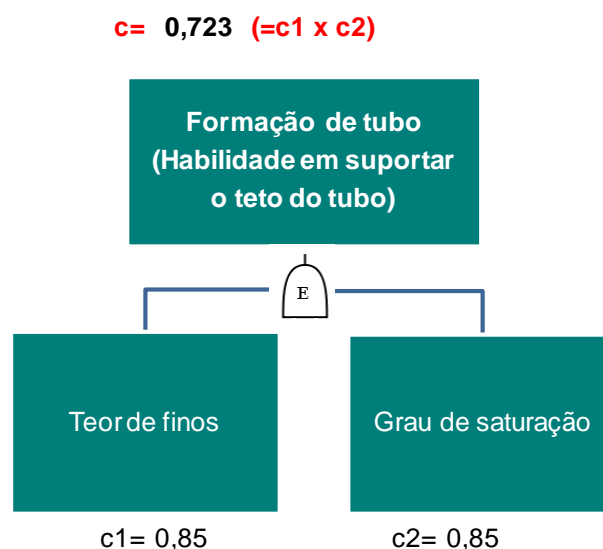 c= 0,723 (=c1 x c2)
Formação de tubo
(Habilidade em suportar
o teto do tubo)
E
Teor de finos
Grau de saturação
c1= 0,85
c2= 0,85